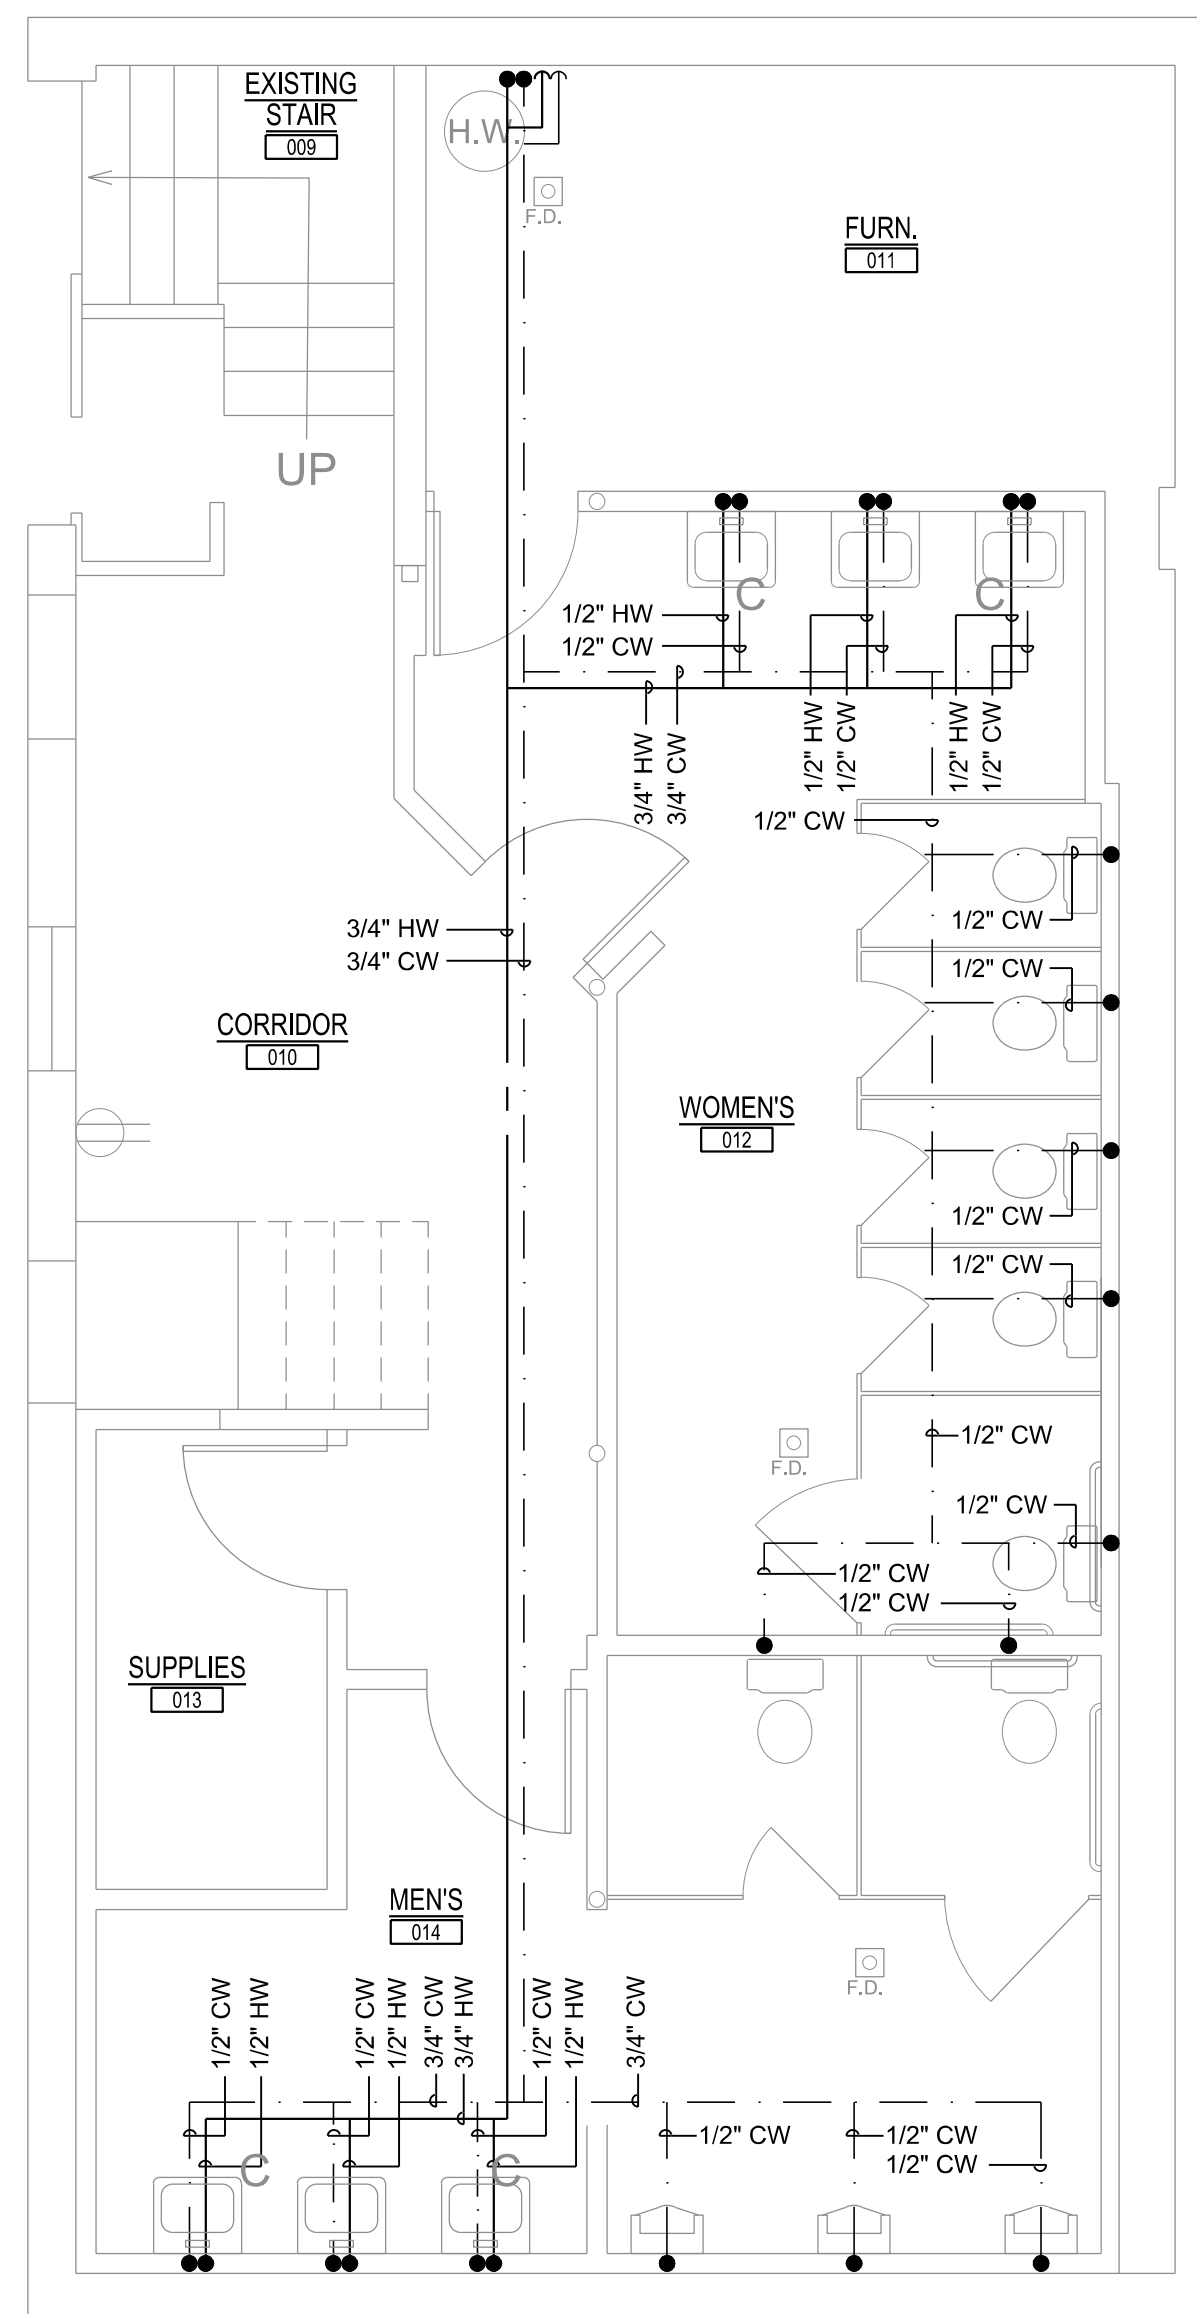 EXISTING
STAIR
009
H.W.
F.D.
FURN.
011
UP
C
C
1/2" HW
1/2" CW
3/4" HW
3/4" CW
1/2" HW
1/2" CW
1/2" HW
1/2" CW
1/2" CW
1/2" CW
3/4" HW
3/4" CW
1/2" CW
CORRIDOR
010
WOMEN'S
012
1/2" CW
1/2" CW
1/2" CW
F.D.
1/2" CW
1/2" CW
1/2" CW
SUPPLIES
013
MEN'S
014
F.D.
1/2" CW
1/2" HW
1/2" CW
1/2" HW
3/4" CW
3/4" HW
1/2" CW
1/2" HW
3/4" CW
1/2" CW
1/2" CW
1/2" CW
C
C